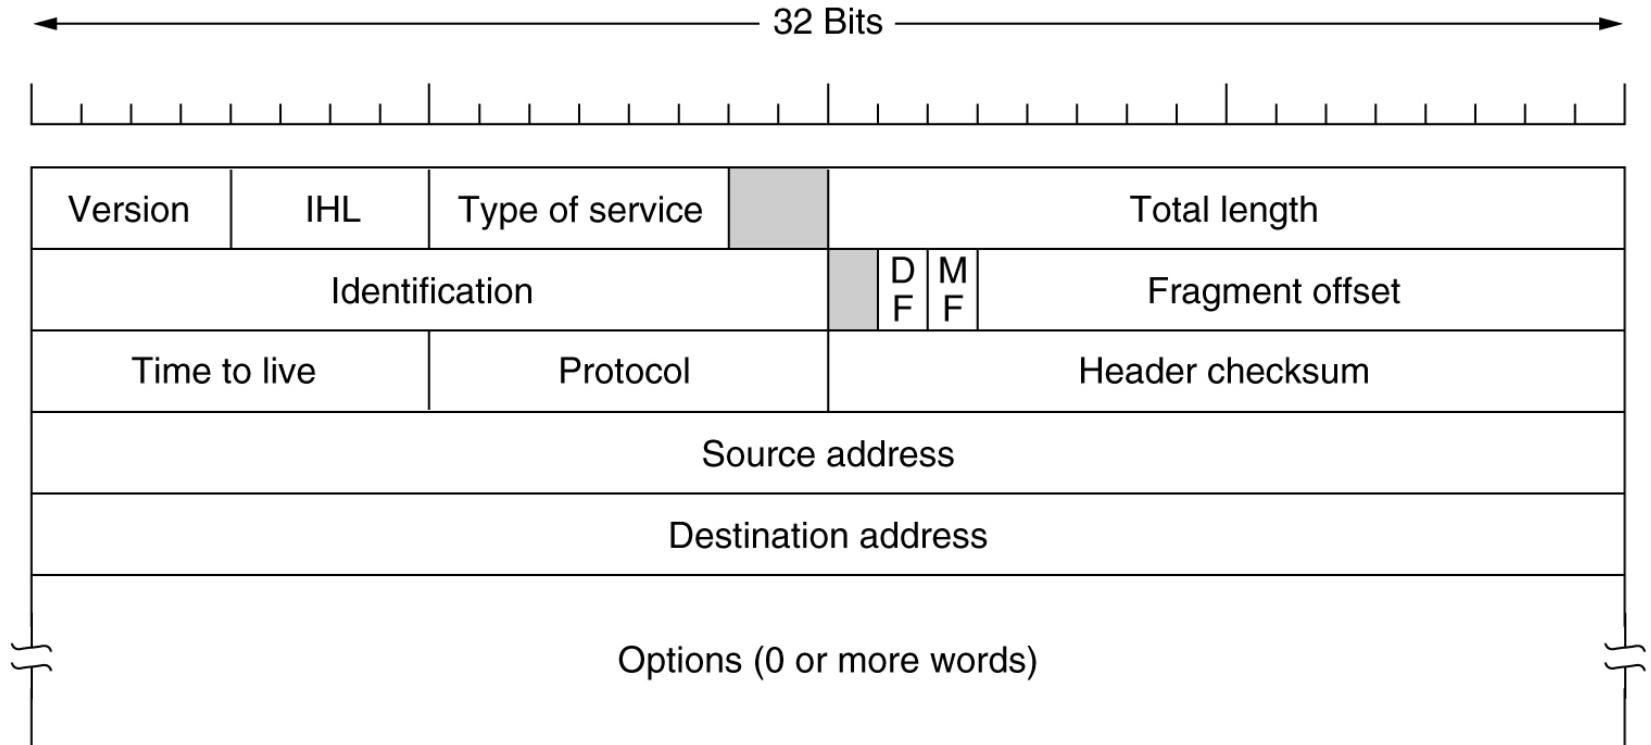 32 Bits
Version IHL Type of service Total length
Identification D F M F Fragment offset
Time to live Protocol Header checksum
Source address
Destination address
Options (0 or more words)